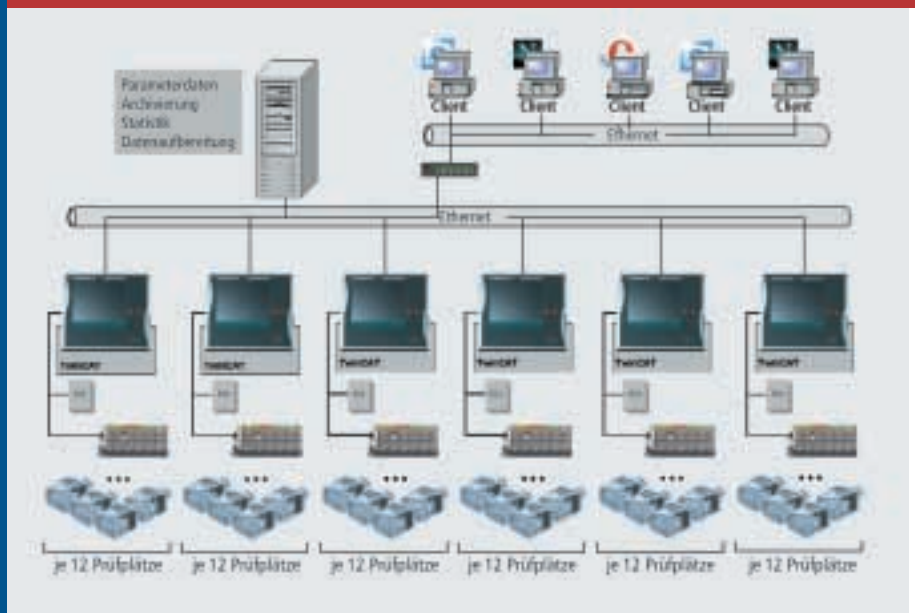 Parameterdaten
Archivierung
Statistik
Datenaufbereitung
Client
Client
Client
Client
Client
Ethernet
Ethernet
TwinCAT
TwinCAT
TwinCAT
TwinCAT
TwinCAT
TwinCAT
je 12 Prüfplätze
je 12 Prüfplätze
je 12 Prüfplätze
je 12 Prüfplätze
je 12 Prüfplätze
je 12 Prüfplätze